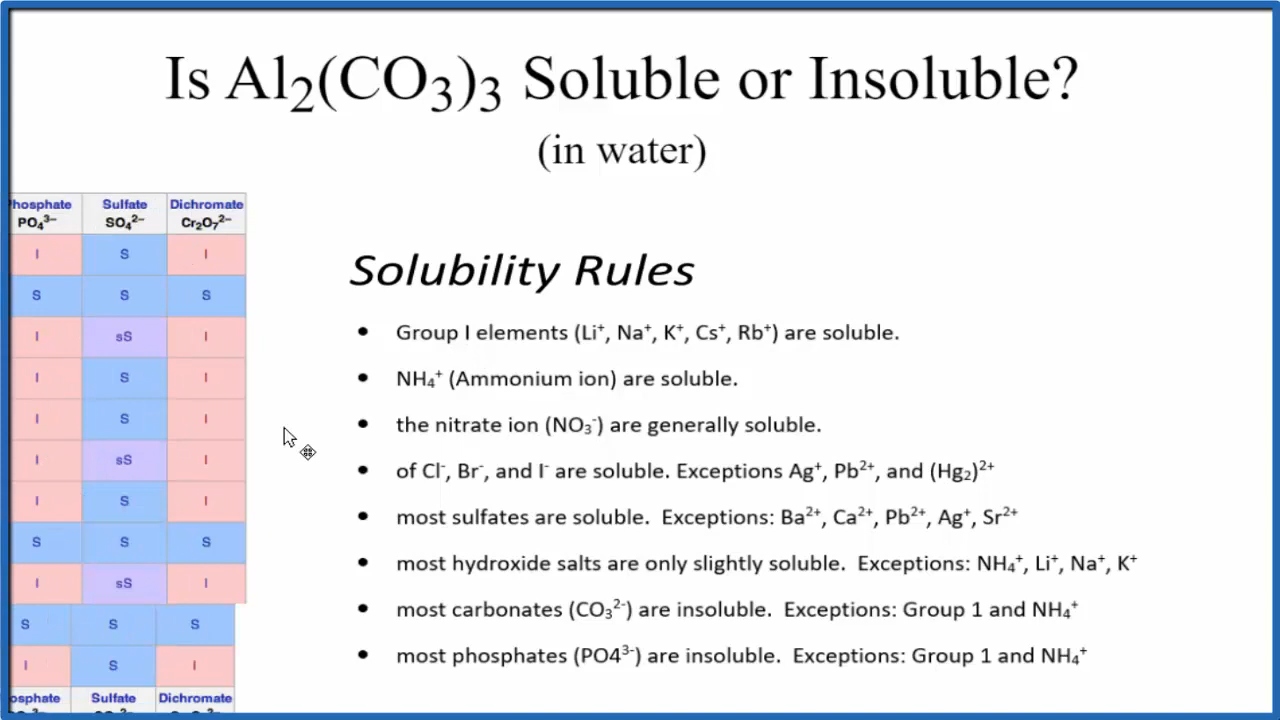 Is Al₂(CO₃)₃ Soluble or Insoluble?
(in water)
Phosphate Sulfate Dichromate
PO₄³⁻ SO₄²⁻ Cr₂O₇²⁻
I S I
S S S
I sS I
I S I
I S I
I sS I
I S I
S S S
I sS I
S S S
I S I
osphate Sulfate Dichromate
Solubility Rules
• Group I elements (Li⁺, Na⁺, K⁺, Cs⁺, Rb⁺) are soluble.
• NH₄⁺ (Ammonium ion) are soluble.
• the nitrate ion (NO₃⁻) are generally soluble.
• of Cl⁻, Br⁻, and I⁻ are soluble. Exceptions Ag⁺, Pb²⁺, and (Hg₂)²⁺
• most sulfates are soluble. Exceptions: Ba²⁺, Ca²⁺, Pb²⁺, Ag⁺, Sr²⁺
• most hydroxide salts are only slightly soluble. Exceptions: NH₄⁺, Li⁺, Na⁺, K⁺
• most carbonates (CO₃²⁻) are insoluble. Exceptions: Group 1 and NH₄⁺
• most phosphates (PO4³⁻) are insoluble. Exceptions: Group 1 and NH₄⁺